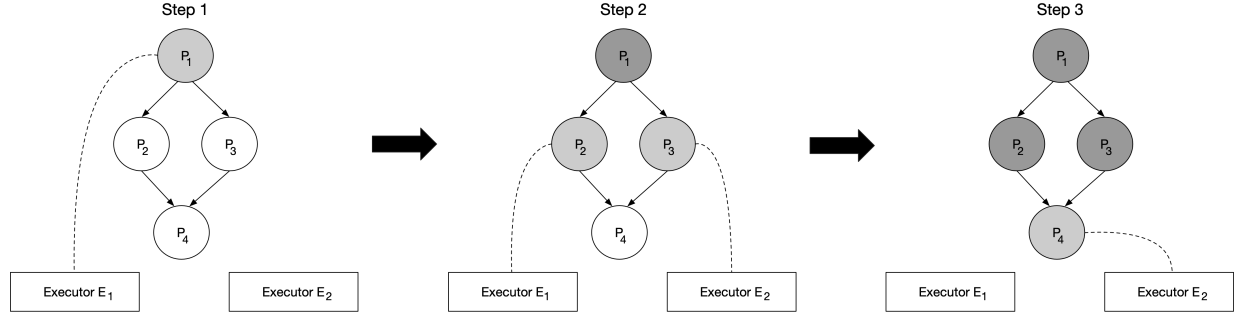 Step 1
P1
P2
P3
P4
Executor E1
Executor E2
Step 2
P1
P2
P3
P4
Executor E1
Executor E2
Step 3
P1
P2
P3
P4
Executor E1
Executor E2